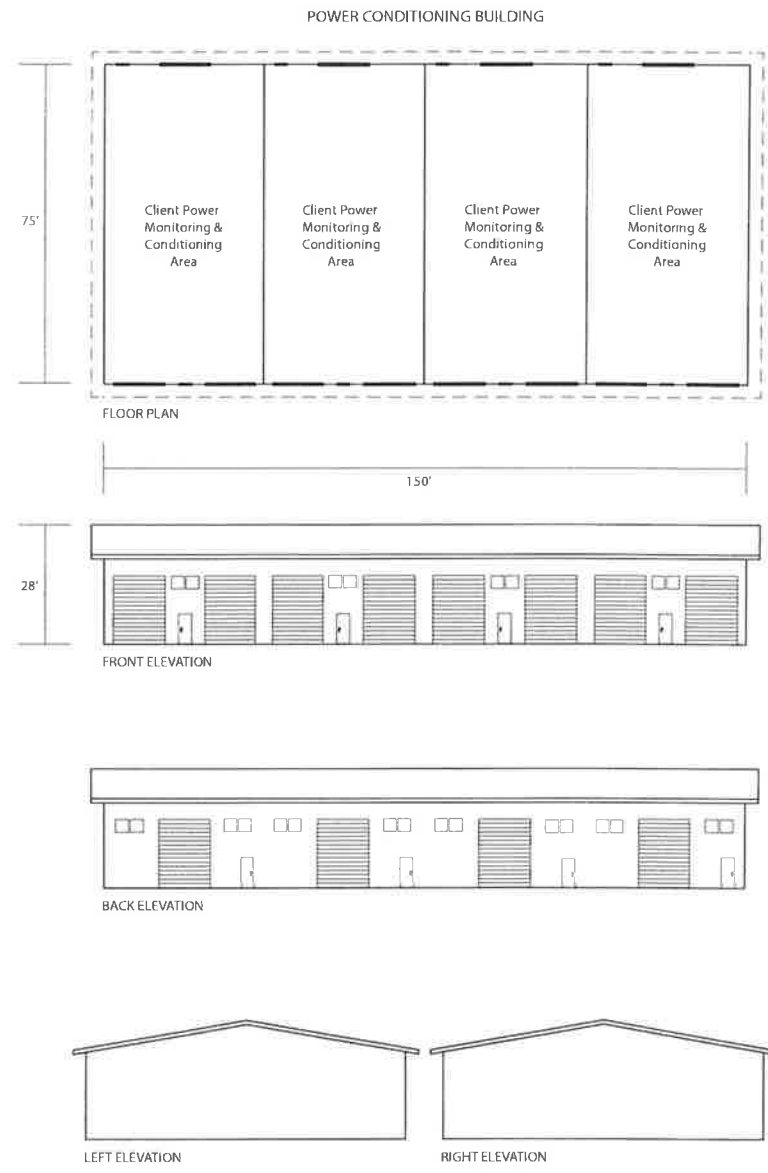 POWER CONDITIONING BUILDING
75'
Client Power
Monitoring &
Conditioning
Area
Client Power
Monitoring &
Conditioning
Area
Client Power
Monitoring &
Conditioning
Area
Client Power
Monitoring &
Conditioning
Area
FLOOR PLAN
150'
28'
FRONT ELEVATION
BACK ELEVATION
LEFT ELEVATION
RIGHT ELEVATION